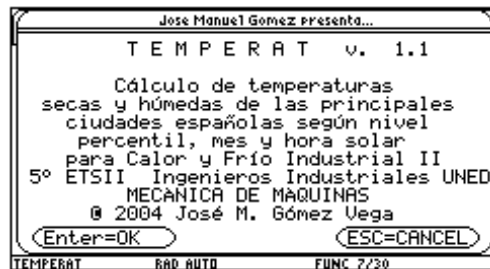 Jose Manuel Gomez presenta...
T E M P E R A T v. 1.1
Cálculo de temperaturas
secas y húmedas de las principales
ciudades españolas según nivel
percentil, mes y hora solar
para Calor y Frío Industrial II
5º ETSII Ingenieros Industriales UNED
MECÀNICA DE MÀQUINAS
@ 2004 José M. Gómez Vega
Enter=OK ESC=CANCEL
TEMPERAT RAD AUTO FUNC 7/30